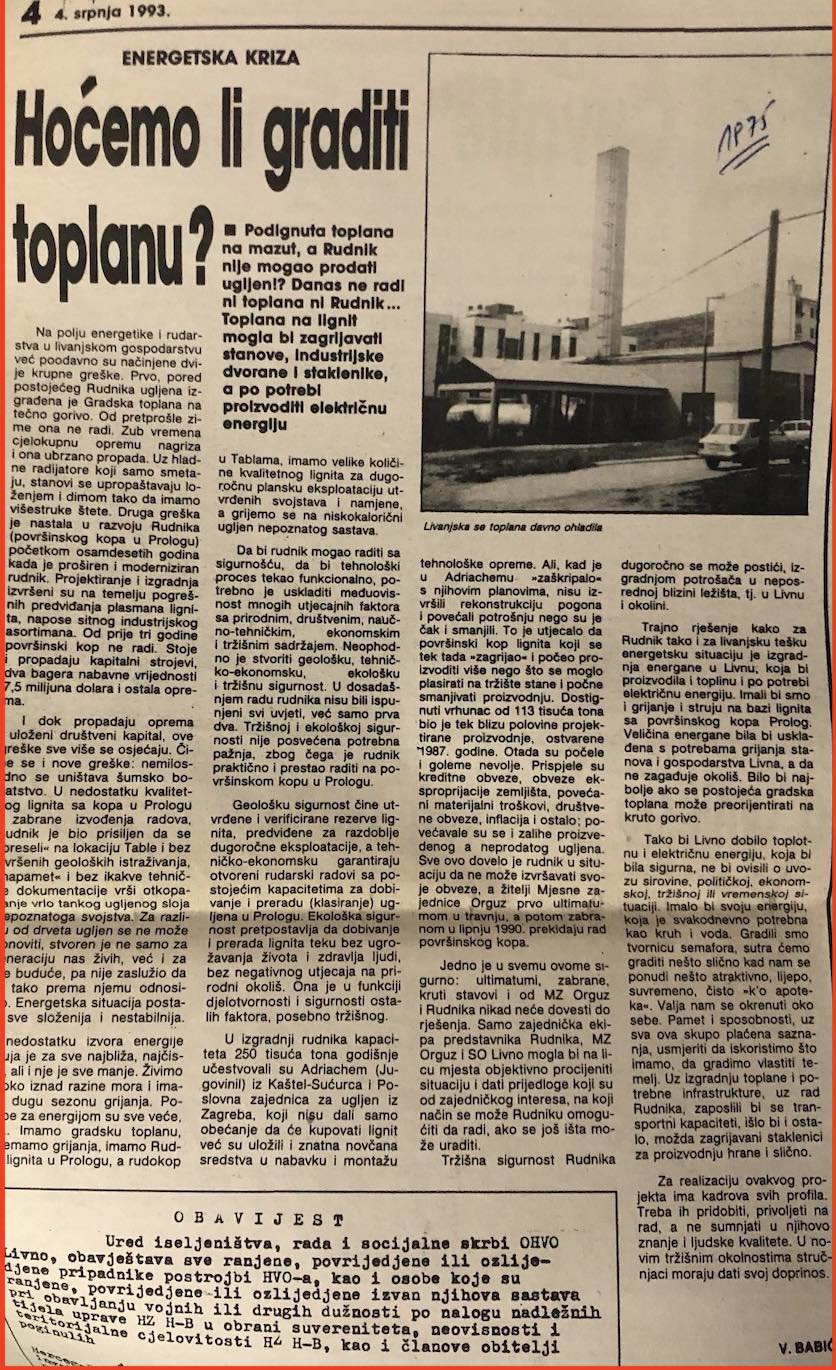 4 4. srpnja 1993.
ENERGETSKA KRIZA
Hoćemo li graditi
toplanu?
■ Podignuta toplana
na mazut, a Rudnik
nije mogao prodati
ugljen!? Danas ne radi
ni toplana ni Rudnik...
Toplana na lignit
mogla bi zagrijavati
stanove, industrijske
dvorane i staklenike,
a po potrebi
proizvoditi električnu
energiju
1975
Livanjska se toplana davno ohladila
Na polju energetike i rudar-
stva u livanjskom gospodarstvu
već poodavno su načinjene dvi-
je krupne greške. Prvo, pored
postojećeg Rudnika ugljena iz-
građena je Gradska toplana na
tečno gorivo. Od pretprošle zi-
me ona ne radi. Zub vremena
cjelokupnu opremu nagriza
i ona ubrzano propada. Uz hlad-
ne radijatore koji samo smeta-
ju, stanovi se upropaštavaju lo-
ženjem i dimom tako da imamo
višestruke štete. Druga greška
je nastala u razvoju Rudnika
(površinskog kopa u Prologu)
početkom osamdesetih godina
kada je proširen i moderniziran
rudnik. Projektiranje i izgradnja
izvršeni su na temelju pogreš-
nih predviđanja plasmana ligni-
ta, napose sitnog industrijskog
asortimana. Od prije tri godine
površinski kop ne radi. Stoje
i propadaju kapitalni strojevi,
dva bagera nabavne vrijednosti
7,5 milijuna dolara i ostala opre-
ma.
I dok propadaju oprema
uloženi društveni kapital, ove
greške sve više se osjećaju. Či-
e se i nove greške: nemilos-
dno se uništava šumsko bo-
atstvo. U nedostatku kvalitet-
og lignita sa kopa u Prologu
zabrane izvođenja radova,
udnik je bio prisiljen da se
preseli« na lokaciju Table i bez
vršenih geoloških istraživanja,
napamet« i bez ikakve tehnič-
e dokumentacije vrši otkopa-
anje vrlo tankog ugljenog sloja
epoznatoga svojstva. Za razli-
u od drveta ugljen se ne može
noviti, stvoren je ne samo za
neraciju nas živih, već i za
e buduće, pa nije zaslužio da
tako prema njemu odnosi-
o. Energetska situacija posta-
sve složenija i nestabilnija.
nedostatku izvora energije
uja je za sve najbliža, najčis-
, ali i nje je sve manje. Živimo
oko iznad razine mora i ima-
dugu sezonu grijanja. Po-
be za energijom su sve veće,
. Imamo gradsku toplanu,
emamo grijanja, imamo Rud-
lignita u Prologu, a rudokop
u Tablama, imamo velike količi-
ne kvalitetnog lignita za dugo-
ročnu plansku eksploataciju ut-
vrđenih svojstava i namjene,
a grijemo se na niskokalorični
ugljen nepoznatog sastava.
Da bi rudnik mogao raditi sa
sigurnošću, da bi tehnološki
proces tekao funkcionalno, po-
trebno je uskladiti međuovis-
nost mnogih utjecajnih faktora
sa prirodnim, društvenim, nauč-
no-tehničkim, ekonomskim
i tržišnim sadržajem. Neophod-
no je stvoriti geološku, tehnič-
ko-ekonomsku, ekološku
i tržišnu sigurnost. U dosadaš-
njem radu rudnika nisu bili ispu-
njeni svi uvjeti, već samo prva
dva. Tržišnoj i ekološkoj sigur-
nosti nije posvećena potrebna
pažnja, zbog čega je rudnik
praktično i prestao raditi na po-
vršinskom kopu u Prologu.
Geološku sigurnost čine ut-
vrđene i verificirane rezerve lig-
nita, predviđene za razdoblje
dugoročne eksploatacije, a teh-
ničko-ekonomsku garantiraju
otvoreni rudarski radovi sa po-
stojećim kapacitetima za dobi-
vanje i preradu (klasiranje) ug-
ljena u Prologu. Ekološka sigur-
nost pretpostavlja da dobivanje
i prerada lignita teku bez ugro-
žavanja života i zdravlja ljudi,
bez negativnog utjecaja na pri-
rodni okoliš. Ona je u funkciji
djelotvornosti i sigurnosti osta-
lih faktora, posebno tržišnog.
U izgradnji rudnika kapaci-
teta 250 tisuća tona godišnje
učestvovali su Adriachem (Ju-
govinil) iz Kaštel-Sućurca i Po-
slovna zajednica za ugljen iz
Zagreba, koji nisu dali samo
obećanje da će kupovati lignit
već su uložili i znatna novčana
sredstva u nabavku i montažu
tehnološke opreme. Ali, kad je
u Adriachemu »zaškripalo«
s njihovim planovima, nisu iz-
vršili rekonstrukciju pogona
i povećali potrošnju nego su je
čak i smanjili. To je utjecalo da
površinski kop lignita koji se
tek tada »zagrijao« i počeo pro-
izvoditi više nego što se moglo
plasirati na tržište stane i počne
smanjivati proizvodnju. Dostig-
nuti vrhunac od 113 tisuća tona
bio je tek blizu polovine projek-
tirane proizvodnje, ostvarene
1987. godine. Otada su počele
i goleme nevolje. Prispjele su
kreditne obveze, obveze ek-
sproprijacije zemljišta, poveća-
ni materijalni troškovi, društve-
ne obveze, inflacija i ostalo; po-
većavale su se i zalihe proizve-
denog a neprodatog ugljena.
Sve ovo dovelo je rudnik u situ-
aciju da ne može izvršavati svo-
je obveze, a žitelji Mjesne za-
jednice Orguz prvo ultimatu-
mom u travnju, a potom zabra-
nom u lipnju 1990. prekidaju rad
površinskog kopa.
Jedno je u svemu ovome si-
gurno: ultimatumi, zabrane,
kruti stavovi i od MZ Orguz
i Rudnika nikad neće dovesti do
rješenja. Samo zajednička eki-
pa predstavnika Rudnika, MZ
Orguz i SO Livno mogla bi na li-
cu mjesta objektivno procijeniti
situaciju i dati prijedloge koji su
od zajedničkog interesa, na koji
način se može Rudniku omogu-
ćiti da radi, ako se još išta mo-
že uraditi.
Tržišna sigurnost Rudnika
dugoročno se može postići, iz-
gradnjom potrošača u nepos-
rednoj blizini ležišta, tj. u Livnu
i okolini.
Trajno rješenje kako za
Rudnik tako i za livanjsku tešku
energetsku situaciju je izgrad-
nja energane u Livnu, koja bi
proizvodila i toplinu i po potrebi
električnu energiju. Imali bi smo
i grijanje i struju na bazi lignita
sa površinskog kopa Prolog.
Veličina energane bila bi uskla-
đena s potrebama grijanja sta-
nova i gospodarstva Livna, a da
ne zagađuje okoliš. Bilo bi naj-
bolje ako se postojeća gradska
toplana može preorijentirati na
kruto gorivo.
Tako bi Livno dobilo toplot-
nu i električnu energiju, koja bi
bila sigurna, ne bi ovisili o uvo-
zu sirovine, političkoj, ekonom-
skoj, tržišnoj ili vremenskoj si-
tuaciji. Imalo bi svoju energiju,
koja je svakodnevno potrebna
kao kruh i voda. Gradili smo
tvornicu semafora, sutra ćemo
graditi nešto slično kad nam se
ponudi nešto atraktivno, lijepo,
suvremeno, čisto »k'o apote-
ka«. Valja nam se okrenuti oko
sebe. Pamet i sposobnosti, uz
sva ova skupo plaćena sazna-
nja, usmjeriti da iskoristimo što
imamo, da gradimo vlastiti te-
melj. Uz izgradnju toplane i po-
trebne infrastrukture, uz rad
Rudnika, zaposlili bi se tran-
sportni kapaciteti, išlo bi i osta-
lo, možda zagrijavani staklenici
za proizvodnju hrane i slično.
Za realizaciju ovakvog pro-
jekta ima kadrova svih profila.
Treba ih pridobiti, privoljeti na
rad, a ne sumnjati u njihovo
znanje i ljudske kvalitete. U no-
vim tržišnim okolnostima struč-
njaci moraju dati svoj doprinos.
V. BABIĆ
OBAVIJEST
Ured iseljeništva, rada i socijalne skrbi OHVO
Livno, obavještava sve ranjene, povrijedjene ili ozlije-
djene pripadnike postrojbi HVO-a, kao i osobe koje su
ranjene, povrijedjene ili ozlijedjene izvan njihova sastava
pri obavljanju vojnih ili drugih dužnosti po nalogu nadležnih
tijela uprave HZ H-B u obrani suvereniteta, neovisnosti i
teritorijalne cjelovitosti HZ H-B, kao i članove obitelji
poginulih